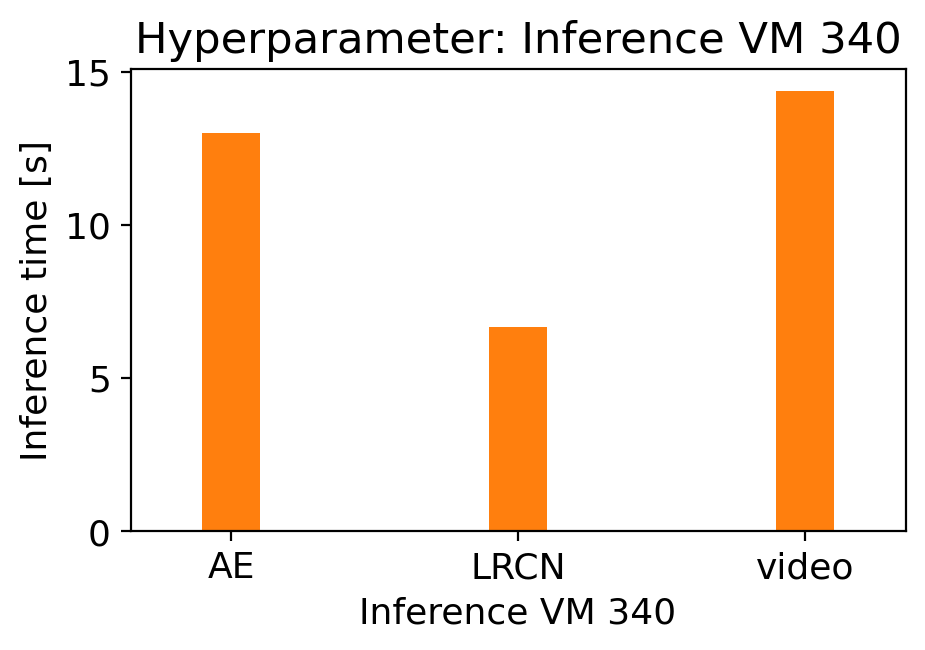 Hyperparameter: Inference VM 340
Inference time [s]
15
10
5
0
AE
LRCN
video
Inference VM 340